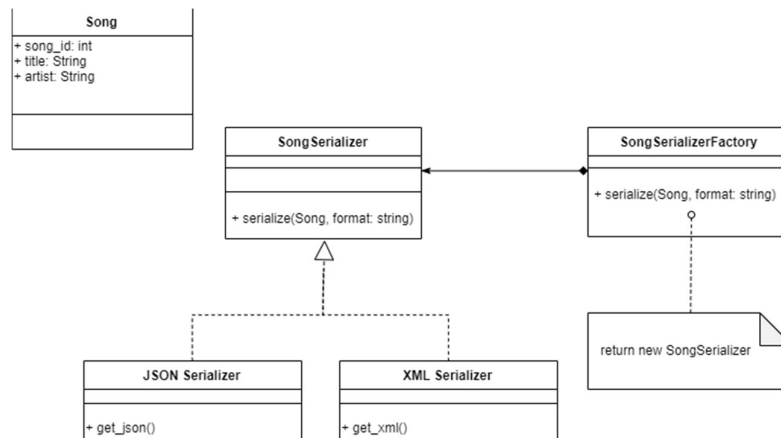 Song
+ song_id: int
+ title: String
+ artist: String
SongSerializer
+ serialize(Song, format: string)
SongSerializerFactory
+ serialize(Song, format: string)
return new SongSerializer
JSON Serializer
+ get_json()
XML Serializer
+ get_xml()